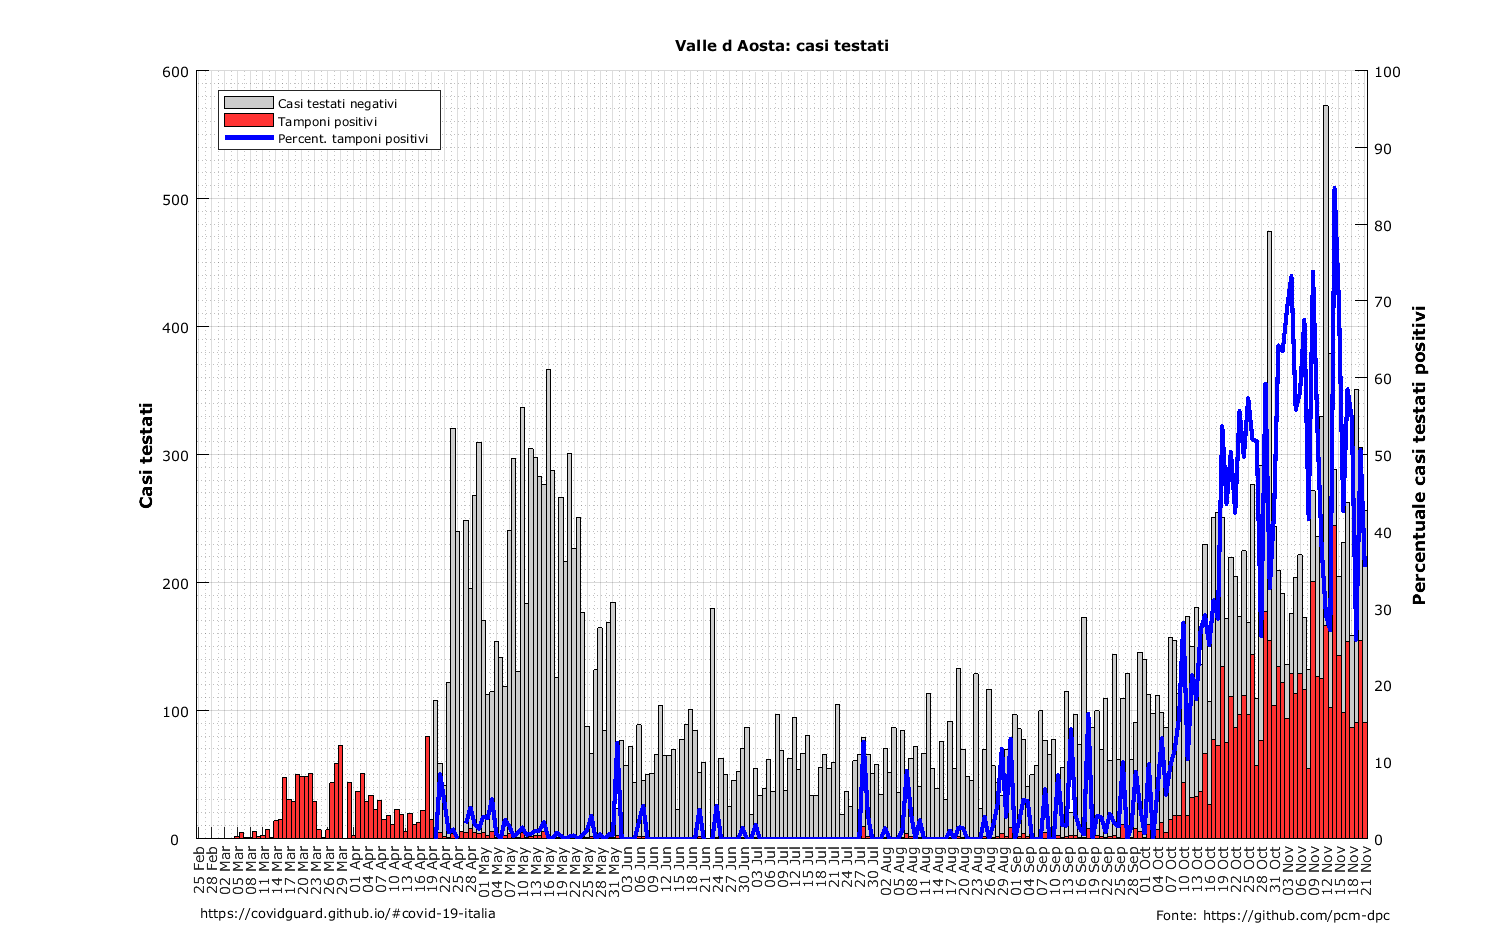 Valle d Aosta: casi testati
Casi testati negativi
Tamponi positivi
Percent. tamponi positivi
Casi testati
600
500
400
300
200
100
0
100
90
80
70
60
50
40
30
20
10
0
Percentuale casi testati positivi
25 Feb
28 Feb
02 Mar
05 Mar
08 Mar
11 Mar
14 Mar
17 Mar
20 Mar
23 Mar
26 Mar
29 Mar
01 Apr
04 Apr
07 Apr
10 Apr
13 Apr
16 Apr
19 Apr
22 Apr
25 Apr
28 Apr
01 May
04 May
07 May
10 May
13 May
16 May
19 May
22 May
25 May
28 May
31 May
03 Jun
06 Jun
09 Jun
12 Jun
15 Jun
18 Jun
21 Jun
24 Jun
27 Jun
30 Jun
03 Jul
06 Jul
09 Jul
12 Jul
15 Jul
18 Jul
21 Jul
24 Jul
27 Jul
30 Jul
02 Aug
05 Aug
08 Aug
11 Aug
14 Aug
17 Aug
20 Aug
23 Aug
26 Aug
29 Aug
01 Sep
04 Sep
07 Sep
10 Sep
13 Sep
16 Sep
19 Sep
22 Sep
25 Sep
28 Sep
01 Oct
04 Oct
07 Oct
10 Oct
13 Oct
16 Oct
19 Oct
22 Oct
25 Oct
28 Oct
31 Oct
03 Nov
06 Nov
09 Nov
12 Nov
15 Nov
18 Nov
21 Nov
https://covidguard.github.io/#covid-19-italia
Fonte: https://github.com/pcm-dpc